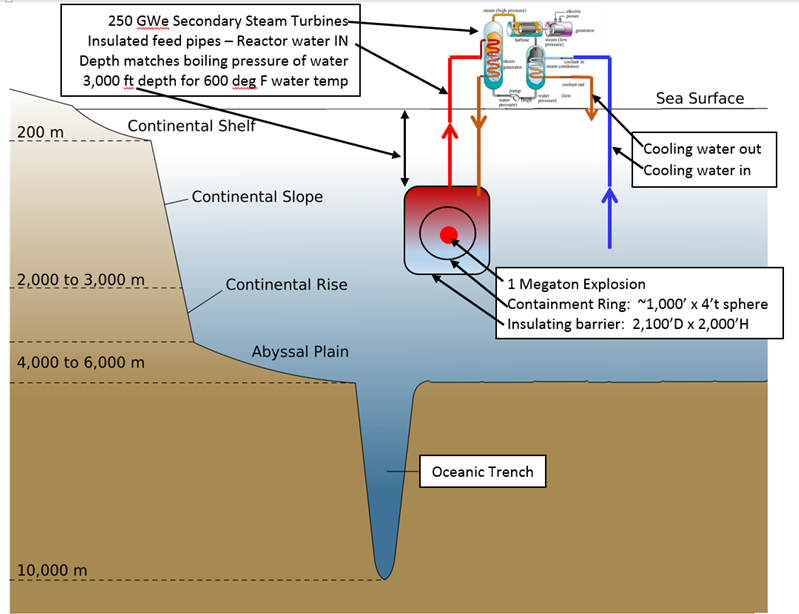 250 GWe Secondary Steam Turbines
Insulated feed pipes – Reactor water IN
Depth matches boiling pressure of water
3,000 ft depth for 600 deg F water temp
steam (high pressure)
electric
power
generator
turbine
steam (low
pressure)
steam
generator
coolant in
steam condenser
coolant out
pump
water
(high
pressure)
water
(low
pressure)
Sea Surface
Continental Shelf
200 m
Cooling water out
Cooling water in
Continental Slope
2,000 to 3,000 m
Continental Rise
1 Megaton Explosion
Containment Ring: ~1,000' x 4't sphere
Insulating barrier: 2,100'D x 2,000'H
Abyssal Plain
4,000 to 6,000 m
Oceanic Trench
10,000 m